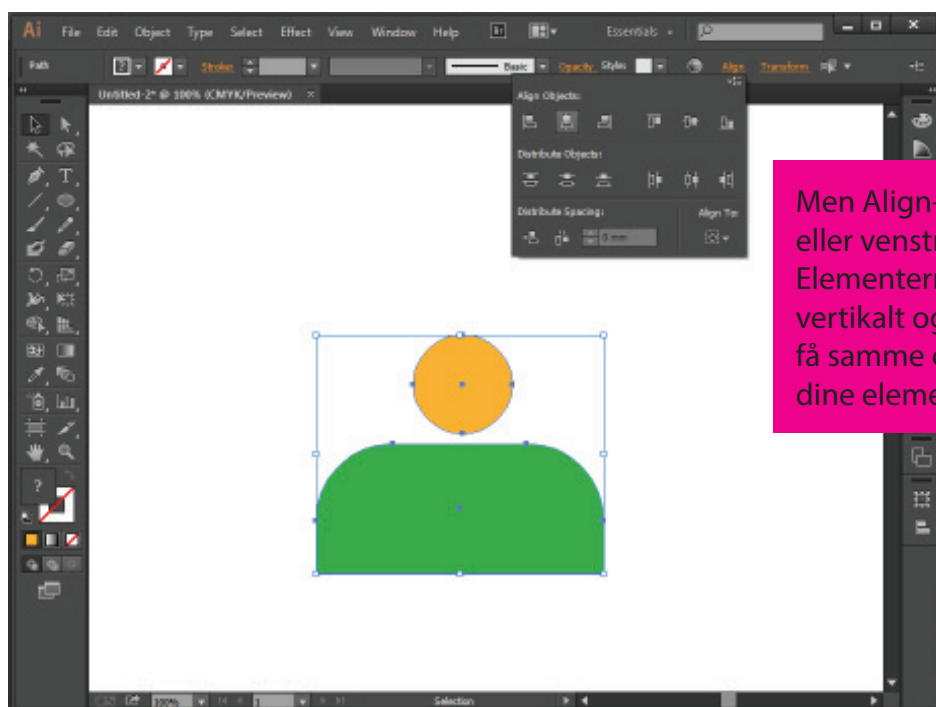 Ai File Edit Object Type Select Effect View Window Help Br Essentials
Path ? Stroke: Basic Opacity Style: Align Transform
Untitled-2* @ 100% (CMYK/Preview) ×
Align Objects:
Distribute Objects:
Distribute Spacing: Align To:
0 mm
Men Align-
eller venstr
Elementern
vertikalt og
få samme
dine eleme
T
?
100% 1 Selection